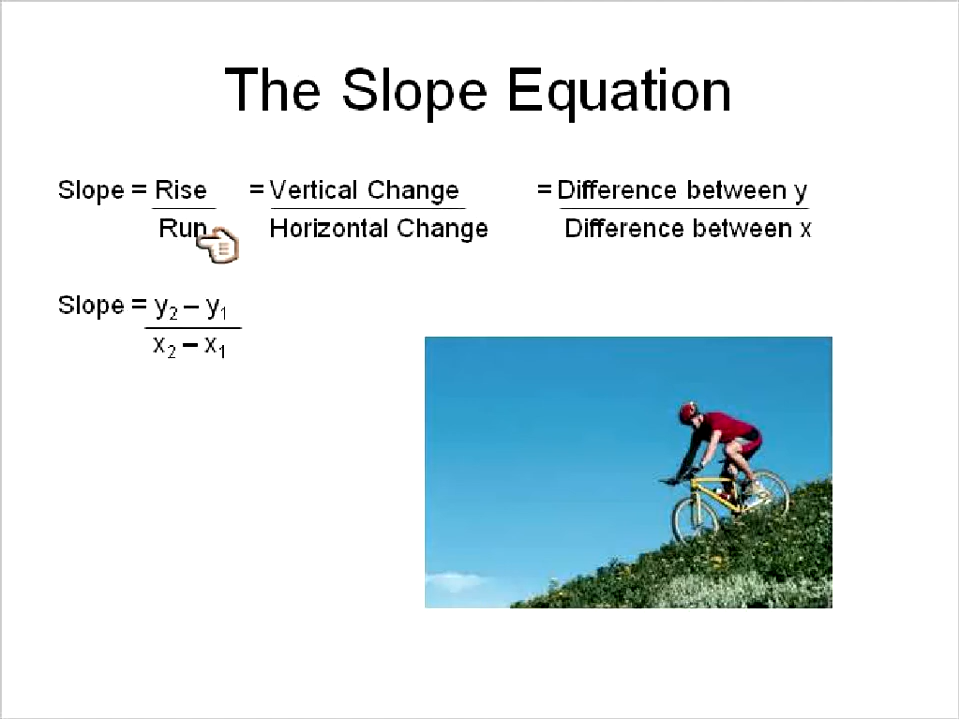 The Slope Equation
Slope = Rise = Vertical Change = Difference between y
Run Horizontal Change Difference between x
Slope = y₂ – y₁
x₂ – x₁